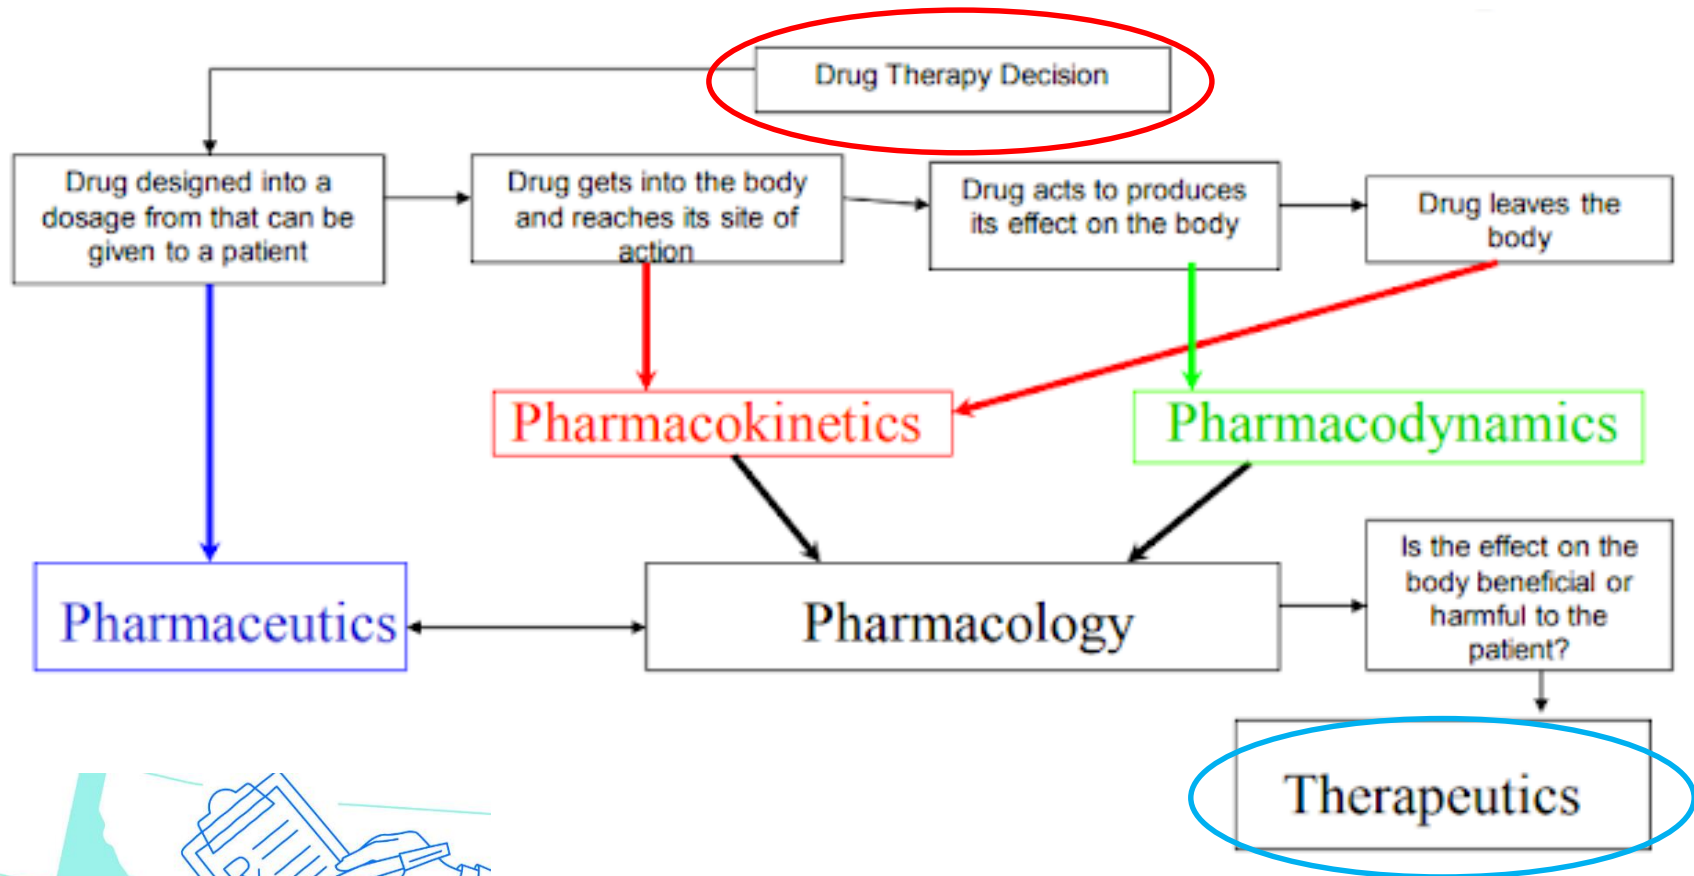 Drug Therapy Decision
Drug designed into a
dosage from that can be
given to a patient
Drug gets into the body
and reaches its site of
action
Drug acts to produces
its effect on the body
Drug leaves the
body
Pharmacokinetics
Pharmacodynamics
Pharmaceutics
Pharmacology
Is the effect on the
body beneficial or
harmful to the
patient?
Therapeutics